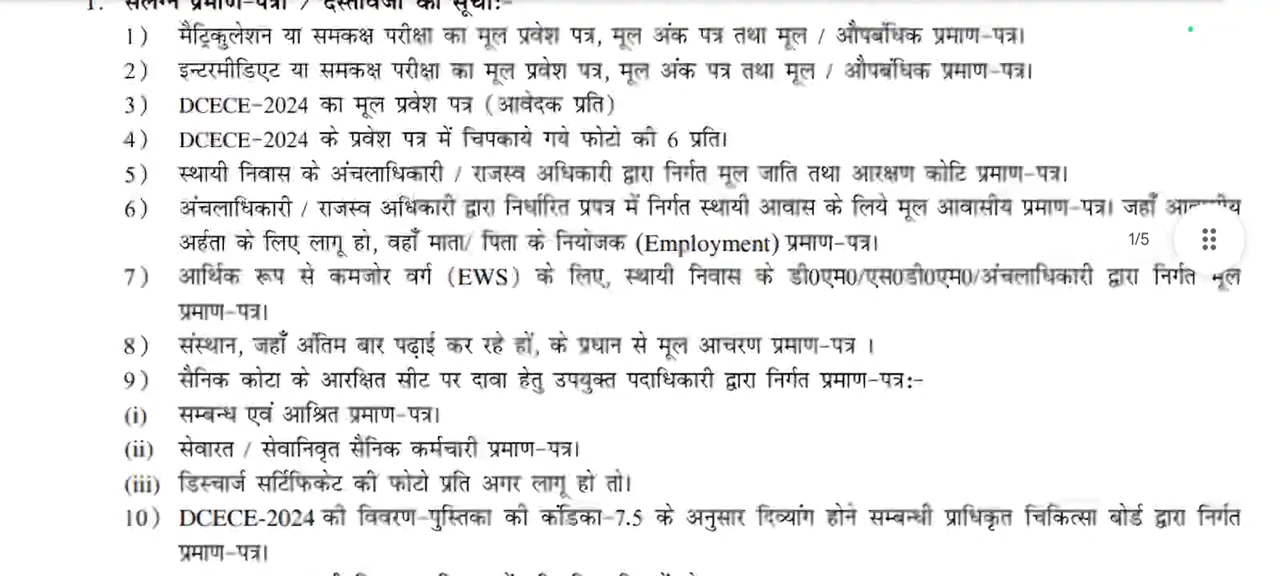 1. संलग्न प्रमाण-पत्रों / दस्तावेजों की सूची:-
1) मैट्रिकुलेशन या समकक्ष परीक्षा का मूल प्रवेश पत्र, मूल अंक पत्र तथा मूल / औपबंधिक प्रमाण-पत्र।
2) इन्टरमीडिएट या समकक्ष परीक्षा का मूल प्रवेश पत्र, मूल अंक पत्र तथा मूल / औपबंधिक प्रमाण-पत्र।
3) DCECE-2024 का मूल प्रवेश पत्र (आवेदक प्रति)
4) DCECE-2024 के प्रवेश पत्र में चिपकाये गये फोटो की 6 प्रति।
5) स्थायी निवास के अंचलाधिकारी / राजस्व अधिकारी द्वारा निर्गत मूल जाति तथा आरक्षण कोटि प्रमाण-पत्र।
6) अंचलाधिकारी / राजस्व अधिकारी द्वारा निर्धारित प्रपत्र में निर्गत स्थायी आवास के लिये मूल आवासीय प्रमाण-पत्र। जहाँ
अर्हता के लिए लागू हो, वहाँ माता/ पिता के नियोजक (Employment) प्रमाण-पत्र।
1/5
7) आर्थिक रूप से कमजोर वर्ग (EWS) के लिए, स्थायी निवास के डी0एम0/एस0डी0एम0/अंचलाधिकारी द्वारा निर्गत मूल
प्रमाण-पत्र।
8) संस्थान, जहाँ अंतिम बार पढ़ाई कर रहे हों, के प्रधान से मूल आचरण प्रमाण-पत्र ।
9) सैनिक कोटा के आरक्षित सीट पर दावा हेतु उपयुक्त पदाधिकारी द्वारा निर्गत प्रमाण-पत्र:-
(i) सम्बन्ध एवं आश्रित प्रमाण-पत्र।
(ii) सेवारत / सेवानिवृत सैनिक कर्मचारी प्रमाण-पत्र।
(iii) डिस्चार्ज सर्टिफिकेट की फोटो प्रति अगर लागू हो तो।
10) DCECE-2024 की विवरण-पुस्तिका की कंडिका-7.5 के अनुसार दिव्यांग होने सम्बन्धी प्राधिकृत चिकित्सा बोर्ड द्वारा निर्गत
प्रमाण-पत्र।